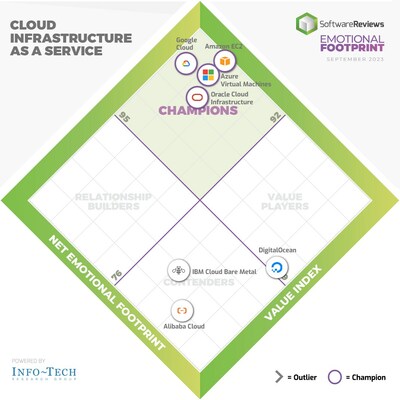 CLOUD
INFRASTRUCTURE
AS A SERVICE
SoftwareReviews
EMOTIONAL
FOOTPRINT
SEPTEMBER 2025
Google
Cloud
Amazon EC2
Azure
Virtual Machines
Oracle Cloud
Infrastructure
CHAMPIONS
95
92
RELATIONSHIP
BUILDERS
VALUE
PLAYERS
DigitalOcean
IBM Cloud Bare Metal
76
CONTENDERS
Alibaba Cloud
NET EMOTIONAL FOOTPRINT
VALUE INDEX
POWERED BY
INFO~TECH
RESEARCH GROUP
= Outlier
= Champion